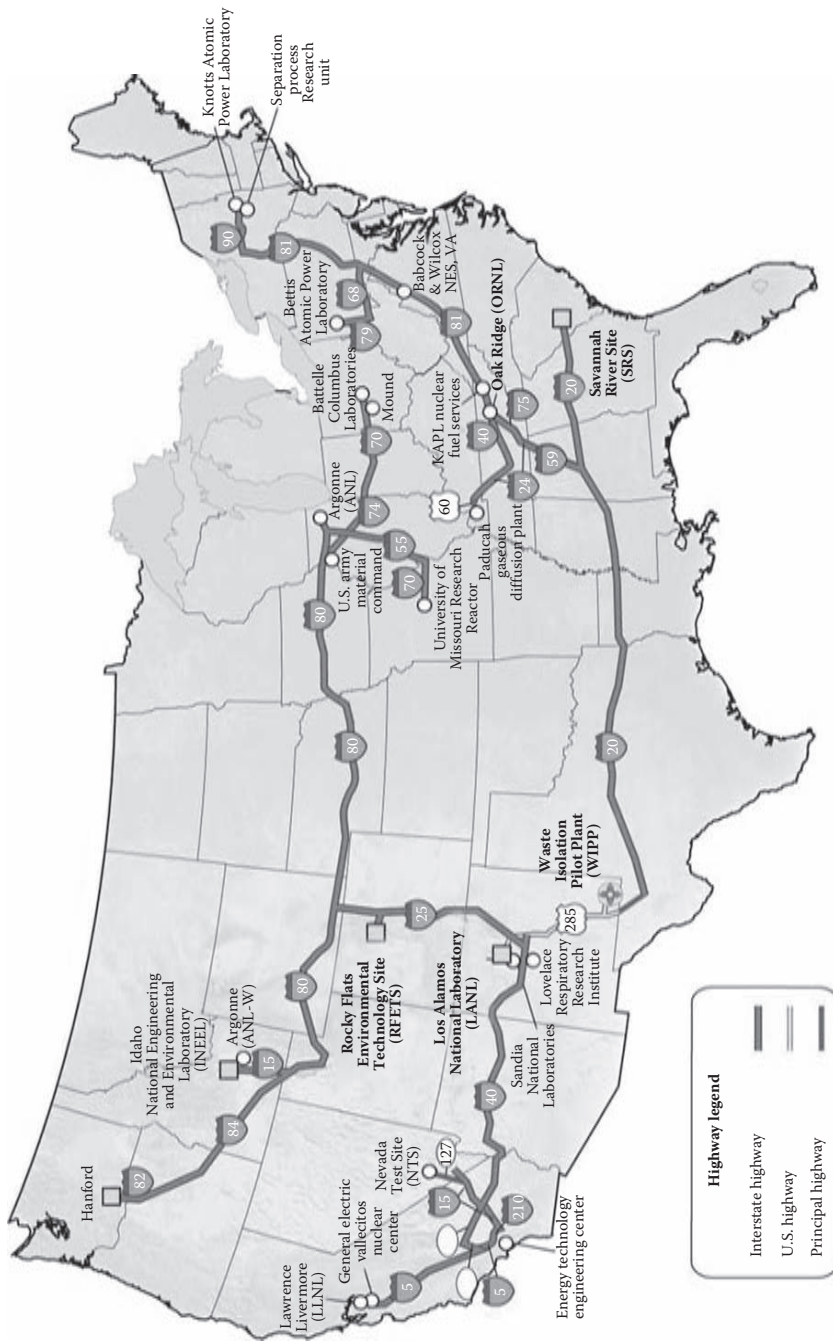 Hanford
82
84
Idaho
National Engineering
and Environmental
Laboratory (INEEL)
Argonne
(ANL-W)
15
80
80
80
Rocky Flats
Environmental
Technology Site
(RFETS)
25
Los Alamos
National Laboratory
(LANL)
Sandia
National
Laboratories
Lovelace
Respiratory
Research
Institute
285
Waste
Isolation
Pilot Plant
(WIPP)
40
Lawrence
Livermore
(LLNL)
General electric
vallecitos
nuclear
center
5
Nevada
Test Site
(NTS)
127
15
210
5
Energy technology
engineering center
U.S. army
material
command
Argonne
(ANL)
74
55
70
University of
Missouri Research
Reactor
Battelle
Columbus
Laboratories
Mound
70
Bettis
Atomic Power
Laboratory
79
68
81
90
Knotts Atomic
Power Laboratory
Separation
process
Research
unit
Babcock
& Wilcox
NES, VA
81
Oak Ridge (ORNL)
KAPL nuclear
fuel services
40
75
60
Paducah
gaseous
diffusion plant
24
59
20
Savannah
River Site
(SRS)
20
Highway legend
Interstate highway
U.S. highway
Principal highway